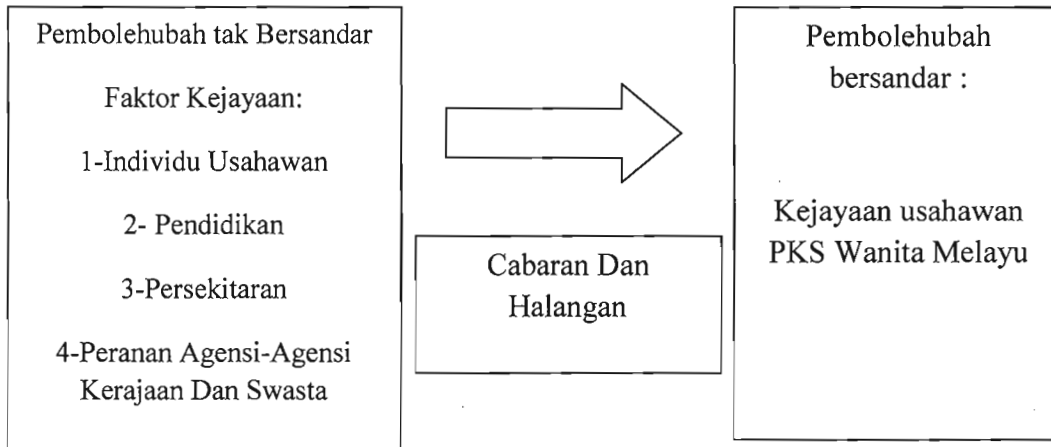 Pembolehubah tak Bersandar
Faktor Kejayaan:
1-Individu Usahawan
2- Pendidikan
3-Persekitaran
4-Peranan Agensi-Agensi
Kerajaan Dan Swasta
Cabaran Dan
Halangan
Pembolehubah
bersandar :
Kejayaan usahawan
PKS Wanita Melayu